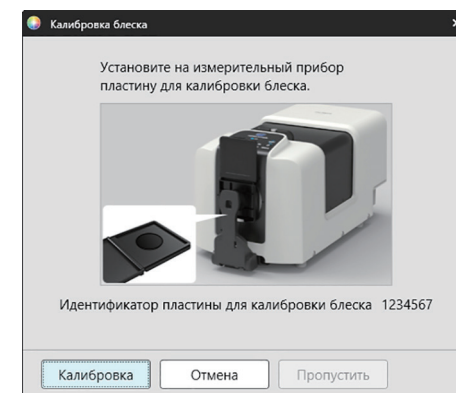 Калибровка блеска
Установите на измерительный прибор
пластину для калибровки блеска.
Идентификатор пластины для калибровки блеска 1234567
Калибровка
Отмена
Пропустить